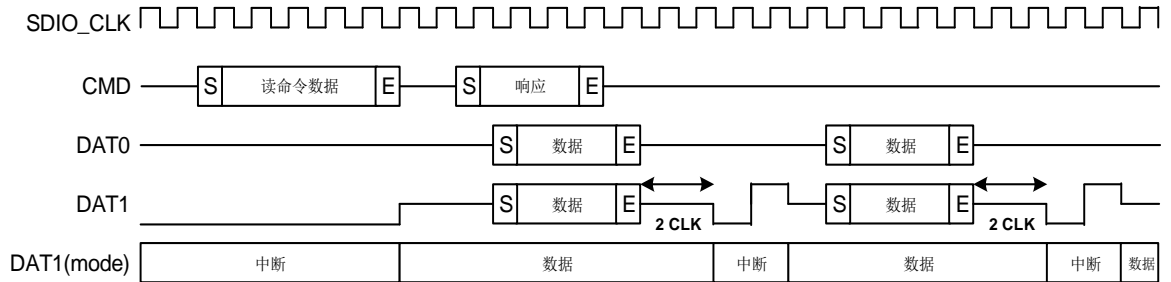 SDIO_CLK
CMD S 读命令数据 E S 响应 E
DAT0 S 数据 E S 数据 E
DAT1 S 数据 E 2 CLK S 数据 E 2 CLK
DAT1(mode) 中断 数据 中断 数据 中断 数据